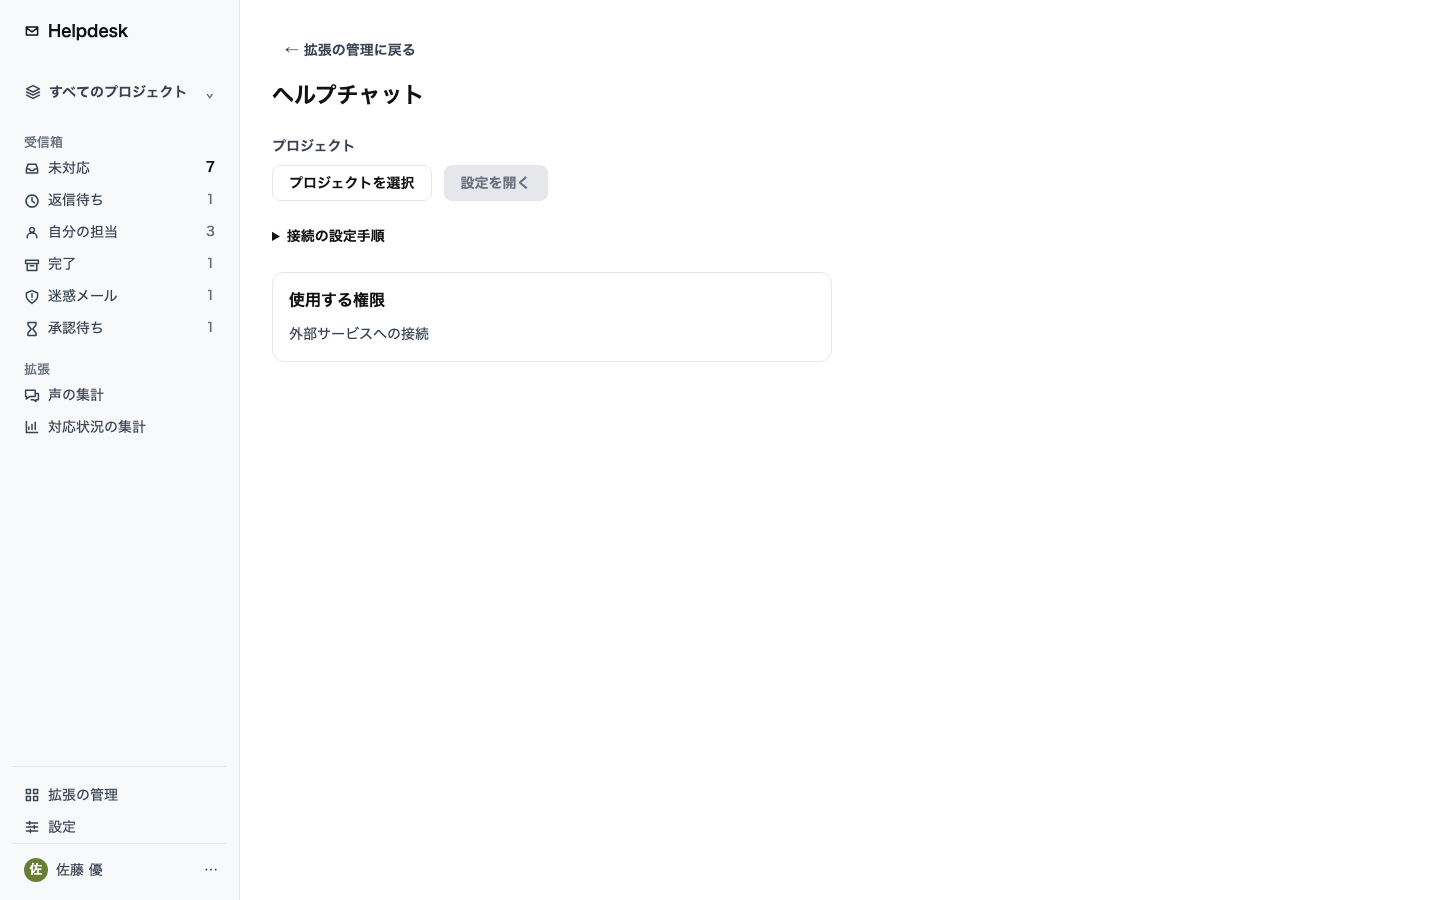 Helpdesk
すべてのプロジェクト
受信箱
未対応 7
返信待ち 1
自分の担当 3
完了 1
迷惑メール 1
承認待ち 1
拡張
声の集計
対応状況の集計
拡張の管理
設定
佐 佐藤 優 …
← 拡張の管理に戻る
ヘルプチャット
プロジェクト
プロジェクトを選択 設定を開く
▶ 接続の設定手順
使用する権限
外部サービスへの接続